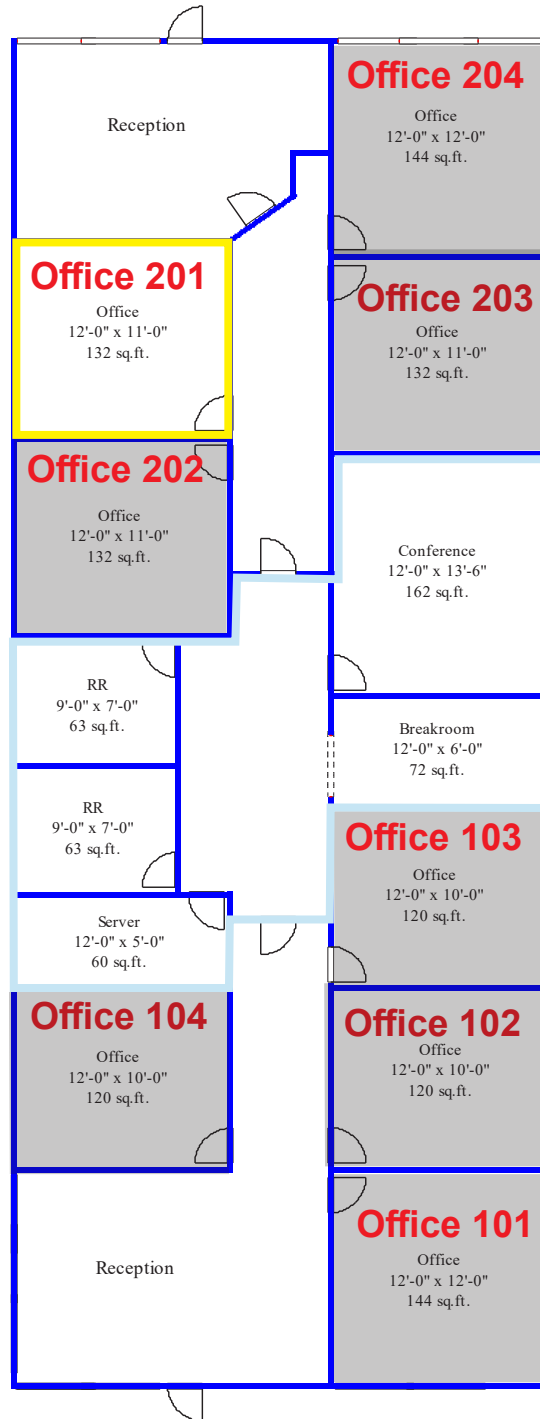 Office 204
Office
12'-0" x 12'-0"
144 sq.ft.
Reception
Office 201
Office
12'-0" x 11'-0"
132 sq.ft.
Office 203
Office
12'-0" x 11'-0"
132 sq.ft.
Office 202
Office
12'-0" x 11'-0"
132 sq.ft.
Conference
12'-0" x 13'-6"
162 sq.ft.
RR
9'-0" x 7'-0"
63 sq.ft.
Breakroom
12'-0" x 6'-0"
72 sq.ft.
RR
9'-0" x 7'-0"
63 sq.ft.
Office 103
Office
12'-0" x 10'-0"
120 sq.ft.
Server
12'-0" x 5'-0"
60 sq.ft.
Office 104
Office
12'-0" x 10'-0"
120 sq.ft.
Office 102
Office
12'-0" x 10'-0"
120 sq.ft.
Office 101
Office
12'-0" x 12'-0"
144 sq.ft.
Reception